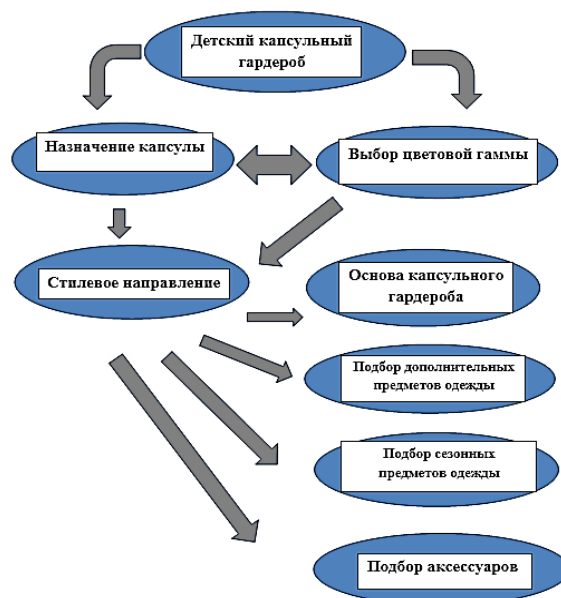 Детский капсульный
гардероб
Назначение капсулы
Выбор цветовой гаммы
Стилевое направление
Основа капсульного
гардероба
Подбор дополнительных
предметов одежды
Подбор сезонных
предметов одежды
Подбор аксессуаров